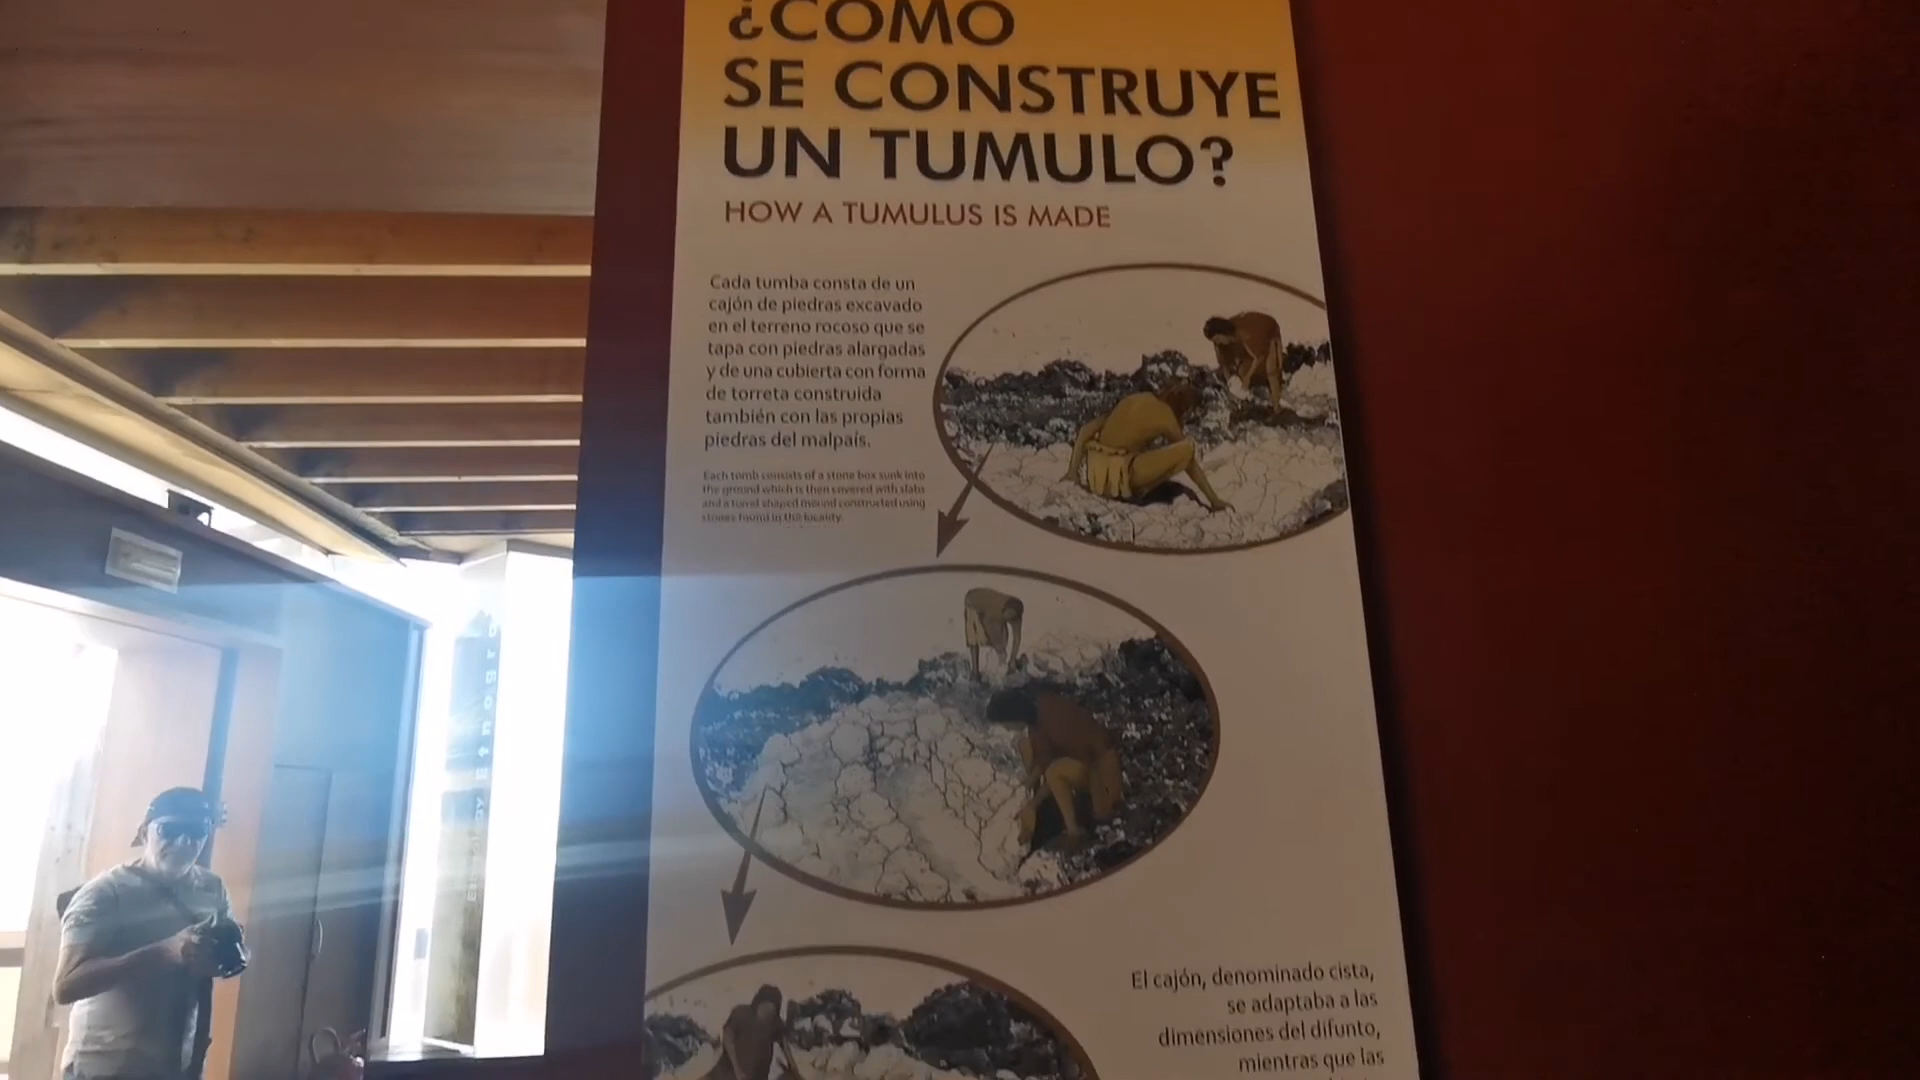 ¿COMO
SE CONSTRUYE
UN TUMULO?
HOW A TUMULUS IS MADE
Cada tumba consta de un
cajón de piedras excavado
en el terreno rocoso que se
tapa con piedras alargadas
y de una cubierta con forma
de torreta construida
también con las propias
piedras del malpaís.
Each tomb consists of a stone box sunk into
the ground which is then covered with slabs
and a turret shaped mound constructed using
stones found in the locality.
El cajón, denominado cista,
se adaptaba a las
dimensiones del difunto,
mientras que las